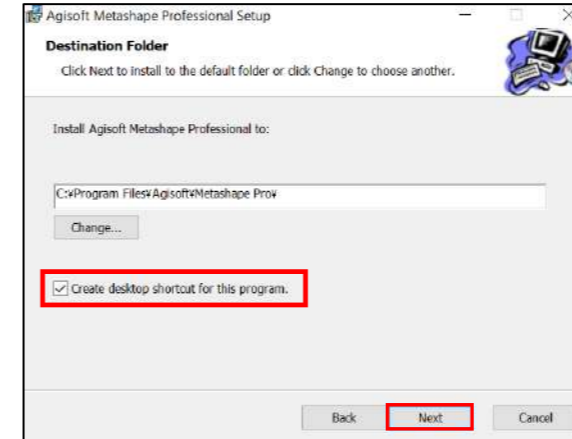 Agisoft Metashape Professional Setup
Destination Folder
Click Next to install to the default folder or click Change to choose another.
Install Agisoft Metashape Professional to:
C:¥Program Files¥Agisoft¥Metashape Pro¥
Change...
Create desktop shortcut for this program.
Back Next Cancel